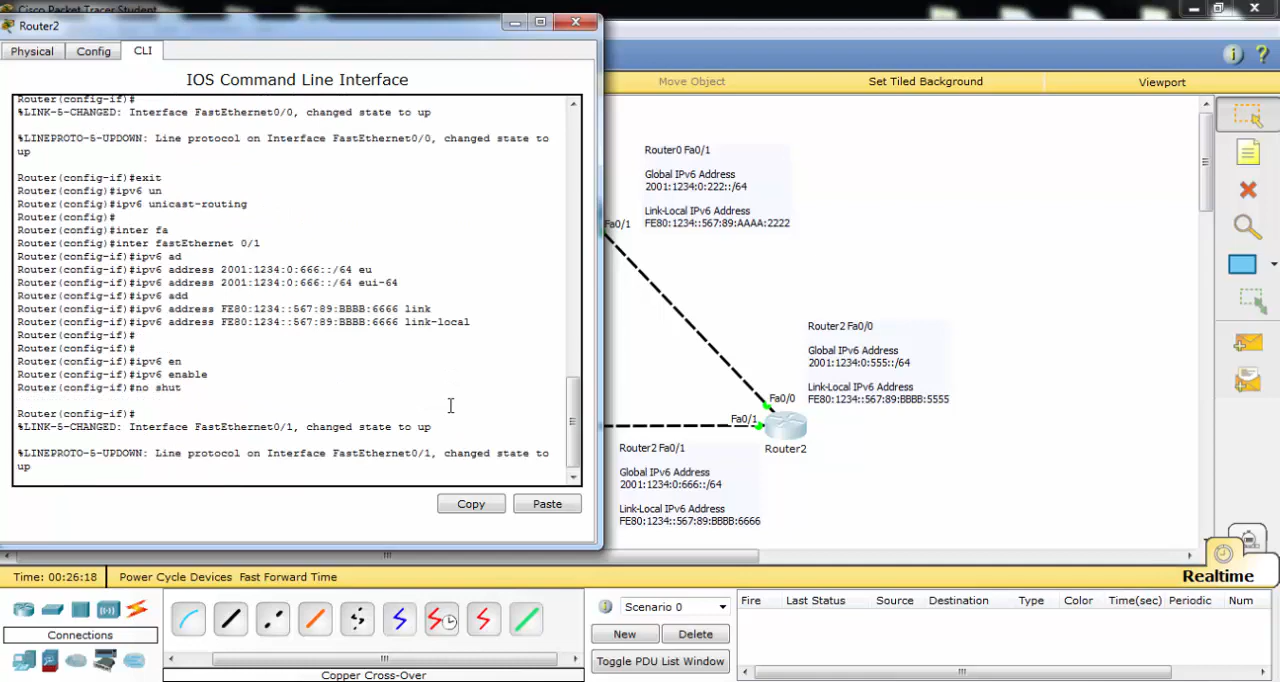 Cisco Packet Tracer Student
Router2
Physical
Config
CLI
IOS Command Line Interface
Router(config-if)#
%LINK-5-CHANGED: Interface FastEthernet0/0, changed state to up
%LINEPROTO-5-UPDOWN: Line protocol on Interface FastEthernet0/0, changed state to
up
Router(config-if)#exit
Router(config)#ipv6 un
Router(config)#ipv6 unicast-routing
Router(config)#
Router(config)#inter fa
Router(config)#inter fastEthernet 0/1
Router(config-if)#ipv6 ad
Router(config-if)#ipv6 address 2001:1234:0:666::/64 eu
Router(config-if)#ipv6 address 2001:1234:0:666::/64 eui-64
Router(config-if)#ipv6 add
Router(config-if)#ipv6 address FE80:1234::567:89:BBBB:6666 link
Router(config-if)#ipv6 address FE80:1234::567:89:BBBB:6666 link-local
Router(config-if)#
Router(config-if)#
Router(config-if)#ipv6 en
Router(config-if)#ipv6 enable
Router(config-if)#no shut
Router(config-if)#
%LINK-5-CHANGED: Interface FastEthernet0/1, changed state to up
%LINEPROTO-5-UPDOWN: Line protocol on Interface FastEthernet0/1, changed state to
up
Copy
Paste
Move Object
Set Tiled Background
Viewport
Router0 Fa0/1
Global IPv6 Address
2001:1234:0:222::/64
Link-Local IPv6 Address
FE80:1234::567:89:AAAA:2222
Fa0/1
Router2 Fa0/0
Global IPv6 Address
2001:1234:0:555::/64
Link-Local IPv6 Address
FE80:1234::567:89:BBBB:5555
Fa0/0
Fa0/1
Router2
Router2 Fa0/1
Global IPv6 Address
2001:1234:0:666::/64
Link-Local IPv6 Address
FE80:1234::567:89:BBBB:6666
Time: 00:26:18
Power Cycle Devices
Fast Forward Time
Realtime
Connections
Copper Cross-Over
Scenario 0
New
Delete
Toggle PDU List Window
Fire
Last Status
Source
Destination
Type
Color
Time(sec)
Periodic
Num